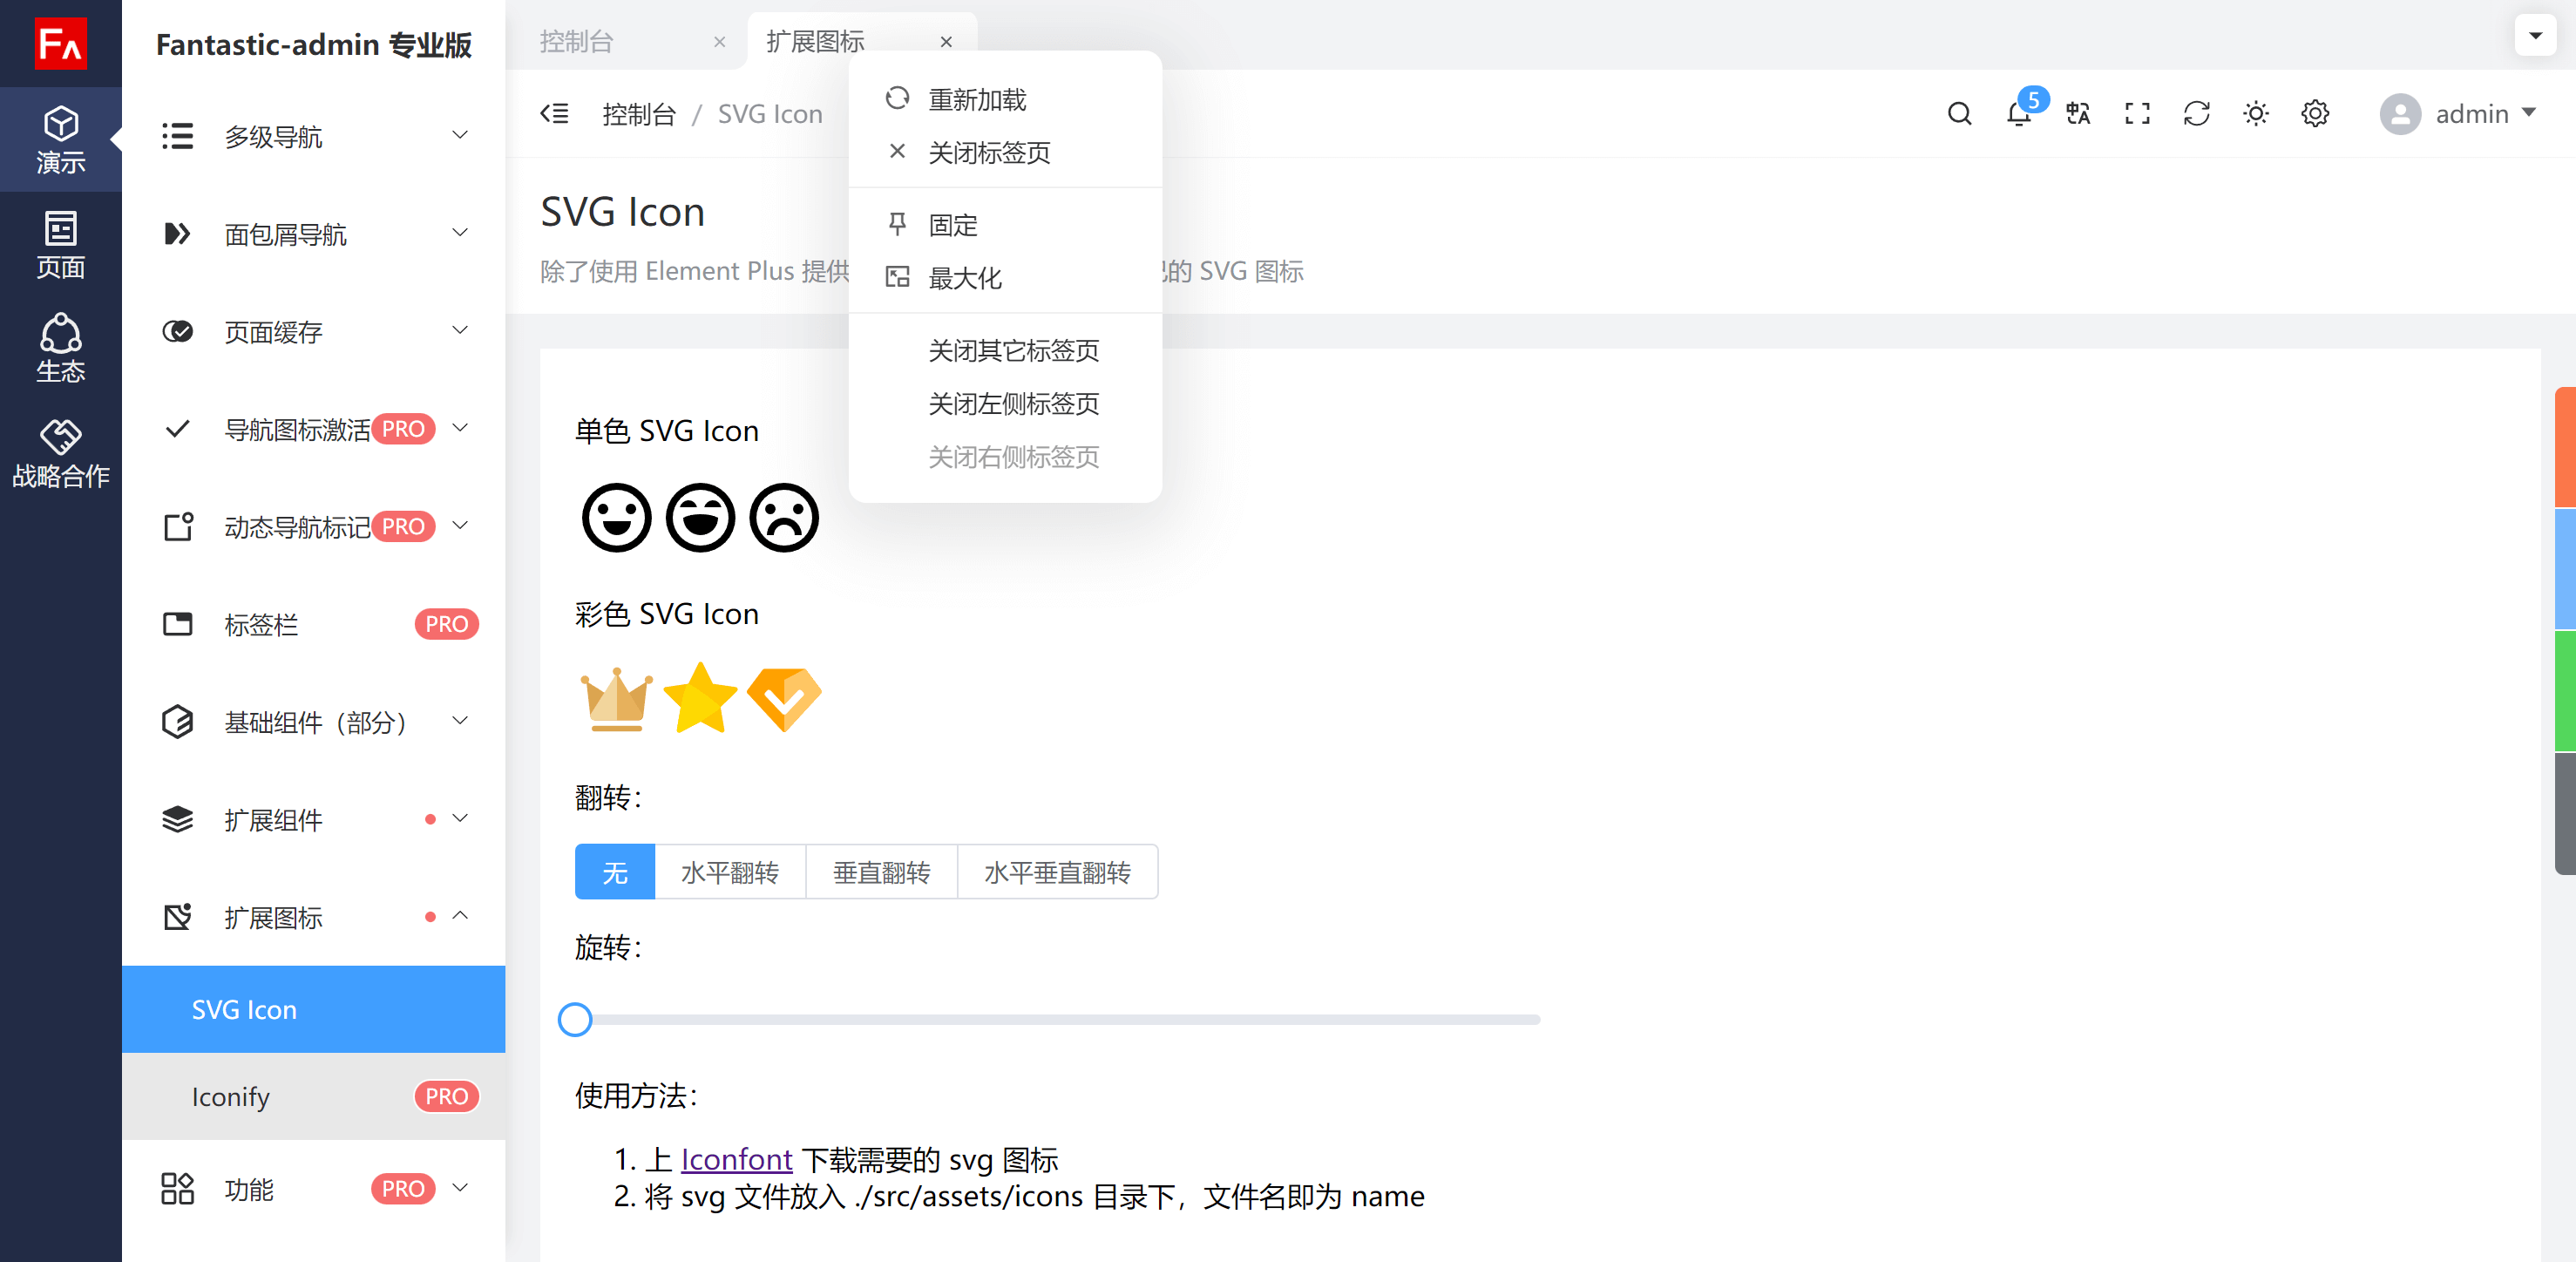 FA
演示
页面
生态
战略合作
Fantastic-admin 专业版
多级导航
面包屑导航
页面缓存
导航图标激活 PRO
动态导航标记 PRO
标签栏 PRO
基础组件（部分）
扩展组件
扩展图标
SVG Icon
Iconify PRO
功能 PRO
控制台
扩展图标
控制台 / SVG Icon
5
admin
重新加载
关闭标签页
固定
最大化
关闭其它标签页
关闭左侧标签页
关闭右侧标签页
SVG Icon
除了使用 Element Plus 提供 的 SVG 图标
单色 SVG Icon
彩色 SVG Icon
翻转：
无 水平翻转 垂直翻转 水平垂直翻转
旋转：
使用方法：
1. 上 Iconfont 下载需要的 svg 图标
2. 将 svg 文件放入 ./src/assets/icons 目录下，文件名即为 name